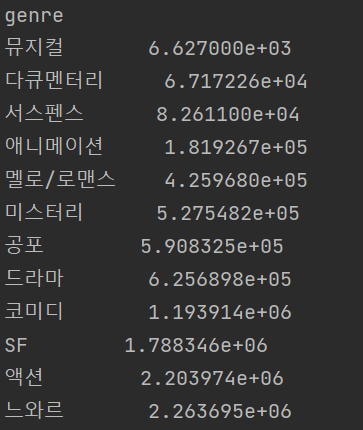 genre
뮤지컬 6.627000e+03
다큐멘터리 6.717226e+04
서스펜스 8.261100e+04
애니메이션 1.819267e+05
멜로/로맨스 4.259680e+05
미스터리 5.275482e+05
공포 5.908325e+05
드라마 6.256898e+05
코미디 1.193914e+06
SF 1.788346e+06
액션 2.203974e+06
느와르 2.263695e+06